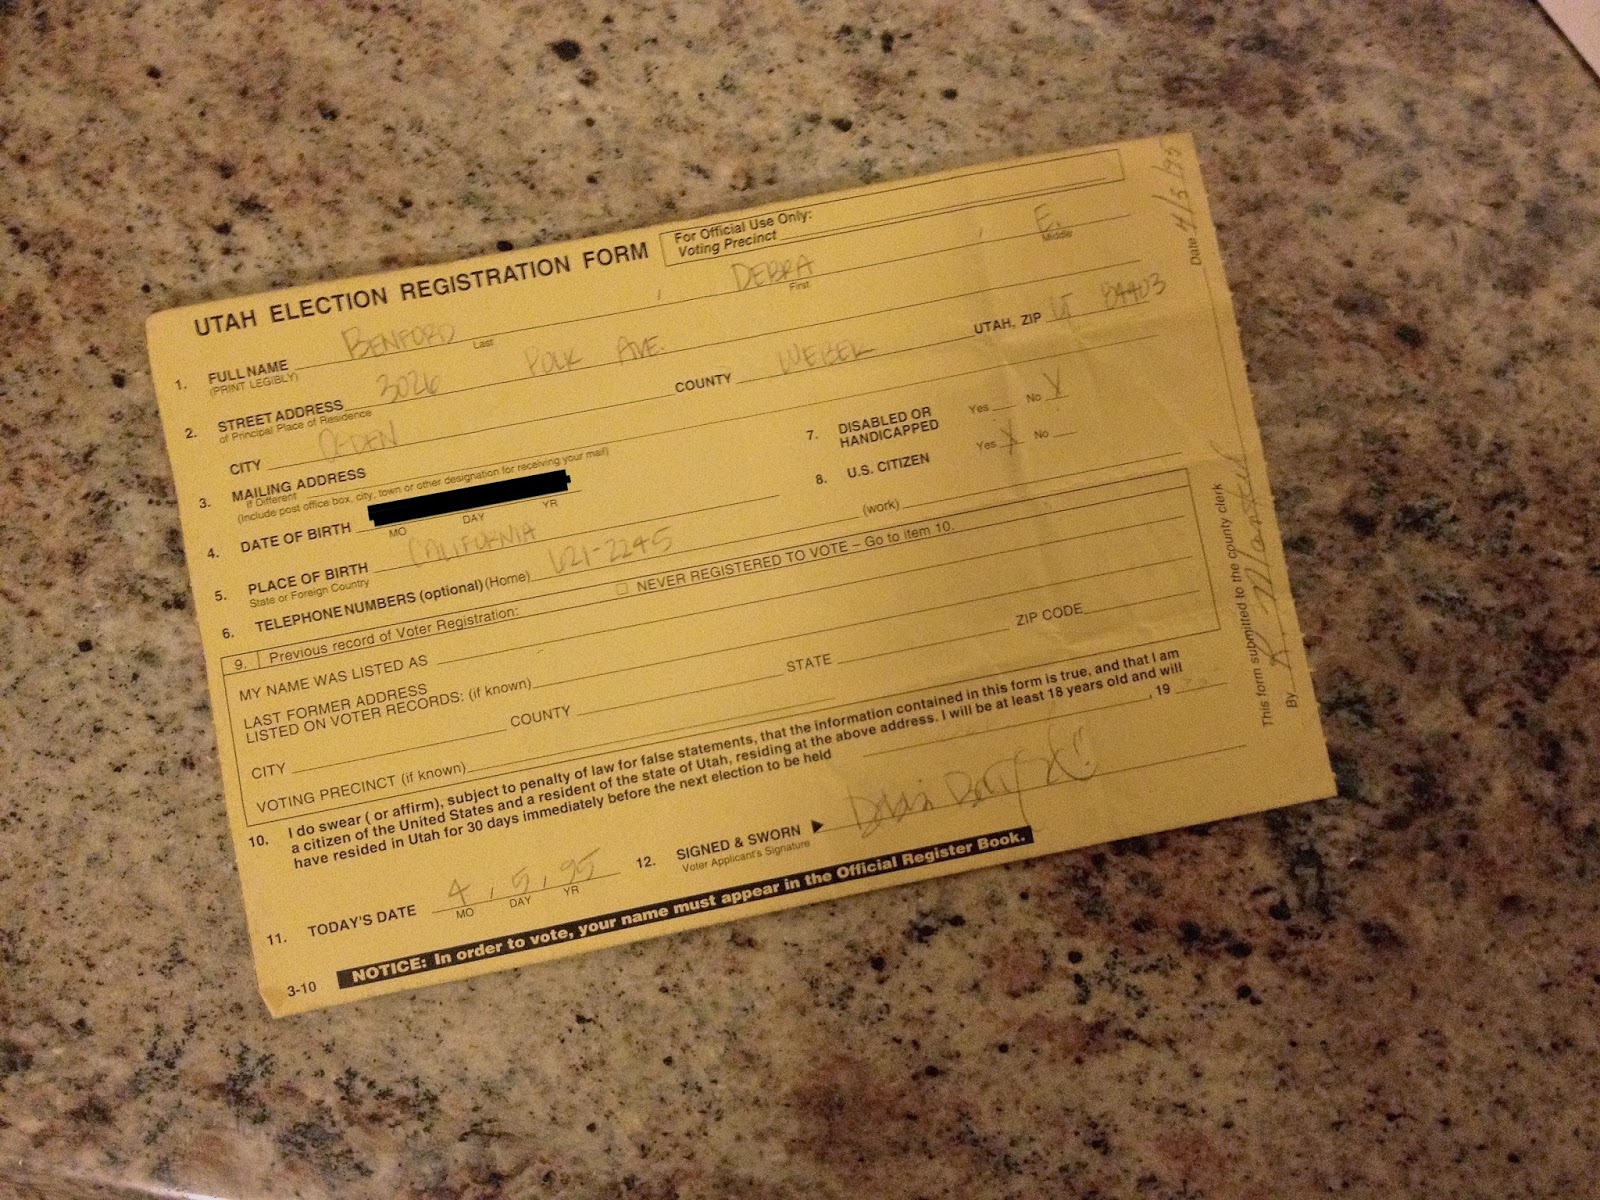 UTAH ELECTION REGISTRATION FORM
For Official Use Only:
Voting Precinct
1. FULL NAME BENFORD , DEBRA , E.
(PRINT LEGIBLY) Last First Middle
2. STREET ADDRESS 3026 POLK AVE.
of Principal Place of Residence
CITY OGDEN COUNTY WEBER UTAH, ZIP UT 84403
3. MAILING ADDRESS
If Different
(Include post office box, city, town or other designation for receiving your mail)
4. DATE OF BIRTH
MO DAY YR
5. PLACE OF BIRTH CALIFORNIA
State or Foreign Country
6. TELEPHONE NUMBERS (optional) (Home) 621-2245 (work)
7. DISABLED OR HANDICAPPED Yes No X
8. U.S. CITIZEN Yes X No
9. Previous record of Voter Registration: NEVER REGISTERED TO VOTE – Go to item 10.
MY NAME WAS LISTED AS
LAST FORMER ADDRESS
LISTED ON VOTER RECORDS: (if known)
CITY COUNTY STATE ZIP CODE
VOTING PRECINCT (if known)
10. I do swear ( or affirm), subject to penalty of law for false statements, that the information contained in this form is true, and that I am
a citizen of the United States and a resident of the state of Utah, residing at the above address. I will be at least 18 years old and will
have resided in Utah for 30 days immediately before the next election to be held , 19
11. TODAY'S DATE 4 , 5 , 95
MO DAY YR
12. SIGNED & SWORN
Voter Applicant's Signature
3-10 NOTICE: In order to vote, your name must appear in the Official Register Book.
This form submitted to the county clerk
By R. Date 4/5/95